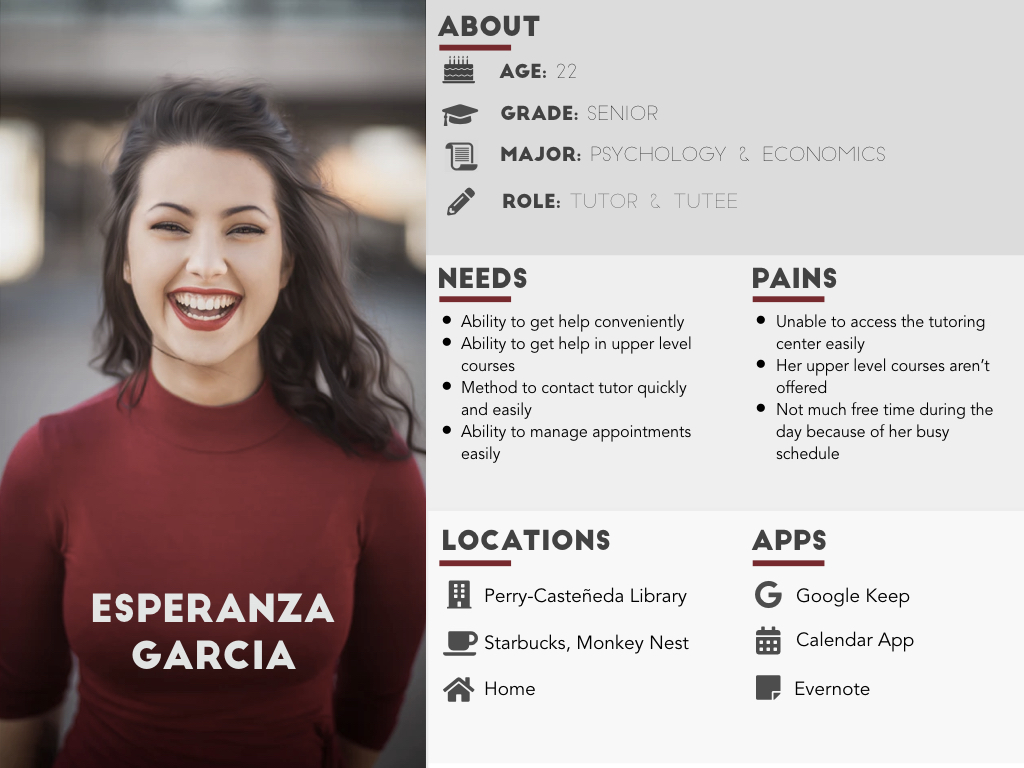 ABOUT
AGE: 22
GRADE: SENIOR
MAJOR: PSYCHOLOGY & ECONOMICS
ROLE: TUTOR & TUTEE
NEEDS
Ability to get help conveniently
Ability to get help in upper level
courses
Method to contact tutor quickly
and easily
Ability to manage appointments
easily
PAINS
Unable to access the tutoring
center easily
Her upper level courses aren't
offered
Not much free time during the
day because of her busy
schedule
LOCATIONS
Perry-Casteñeda Library
Starbucks, Monkey Nest
Home
APPS
Google Keep
Calendar App
Evernote
ESPERANZA
GARCIA